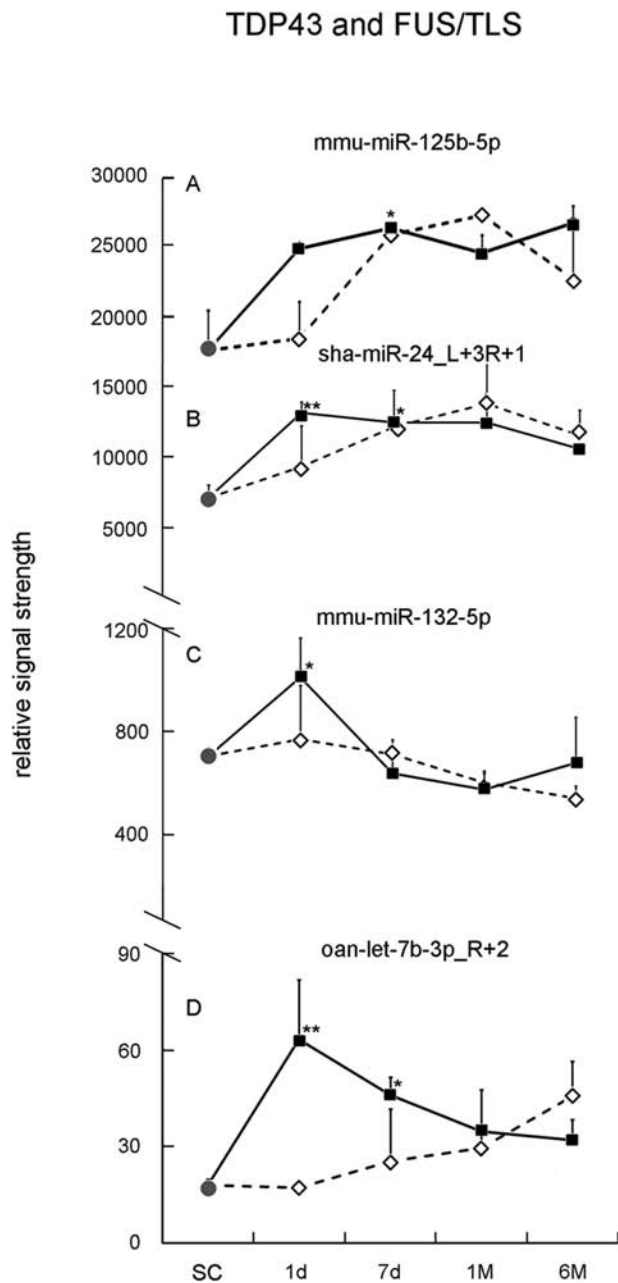 TDP43 and FUS/TLS
mmu-miR-125b-5p
30000
A
*
25000
20000
sha-miR-24_L+3R+1
15000
**
*
B
10000
5000
relative signal strength
mmu-miR-132-5p
1200
C
*
800
400
oan-let-7b-3p_R+2
90
D
**
60
*
30
0
SC 1d 7d 1M 6M